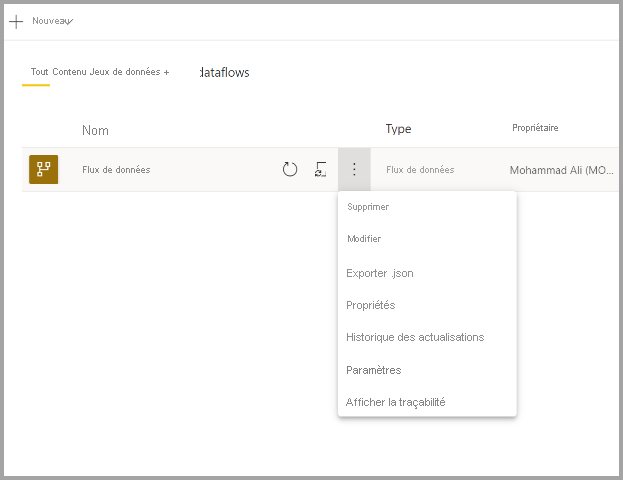 Nouveau
Tout Contenu Jeux de données + dataflows
Nom Type Propriétaire
Flux de données Flux de données Mohammad Ali (MO...
Supprimer
Modifier
Exporter .json
Propriétés
Historique des actualisations
Paramètres
Afficher la traçabilité